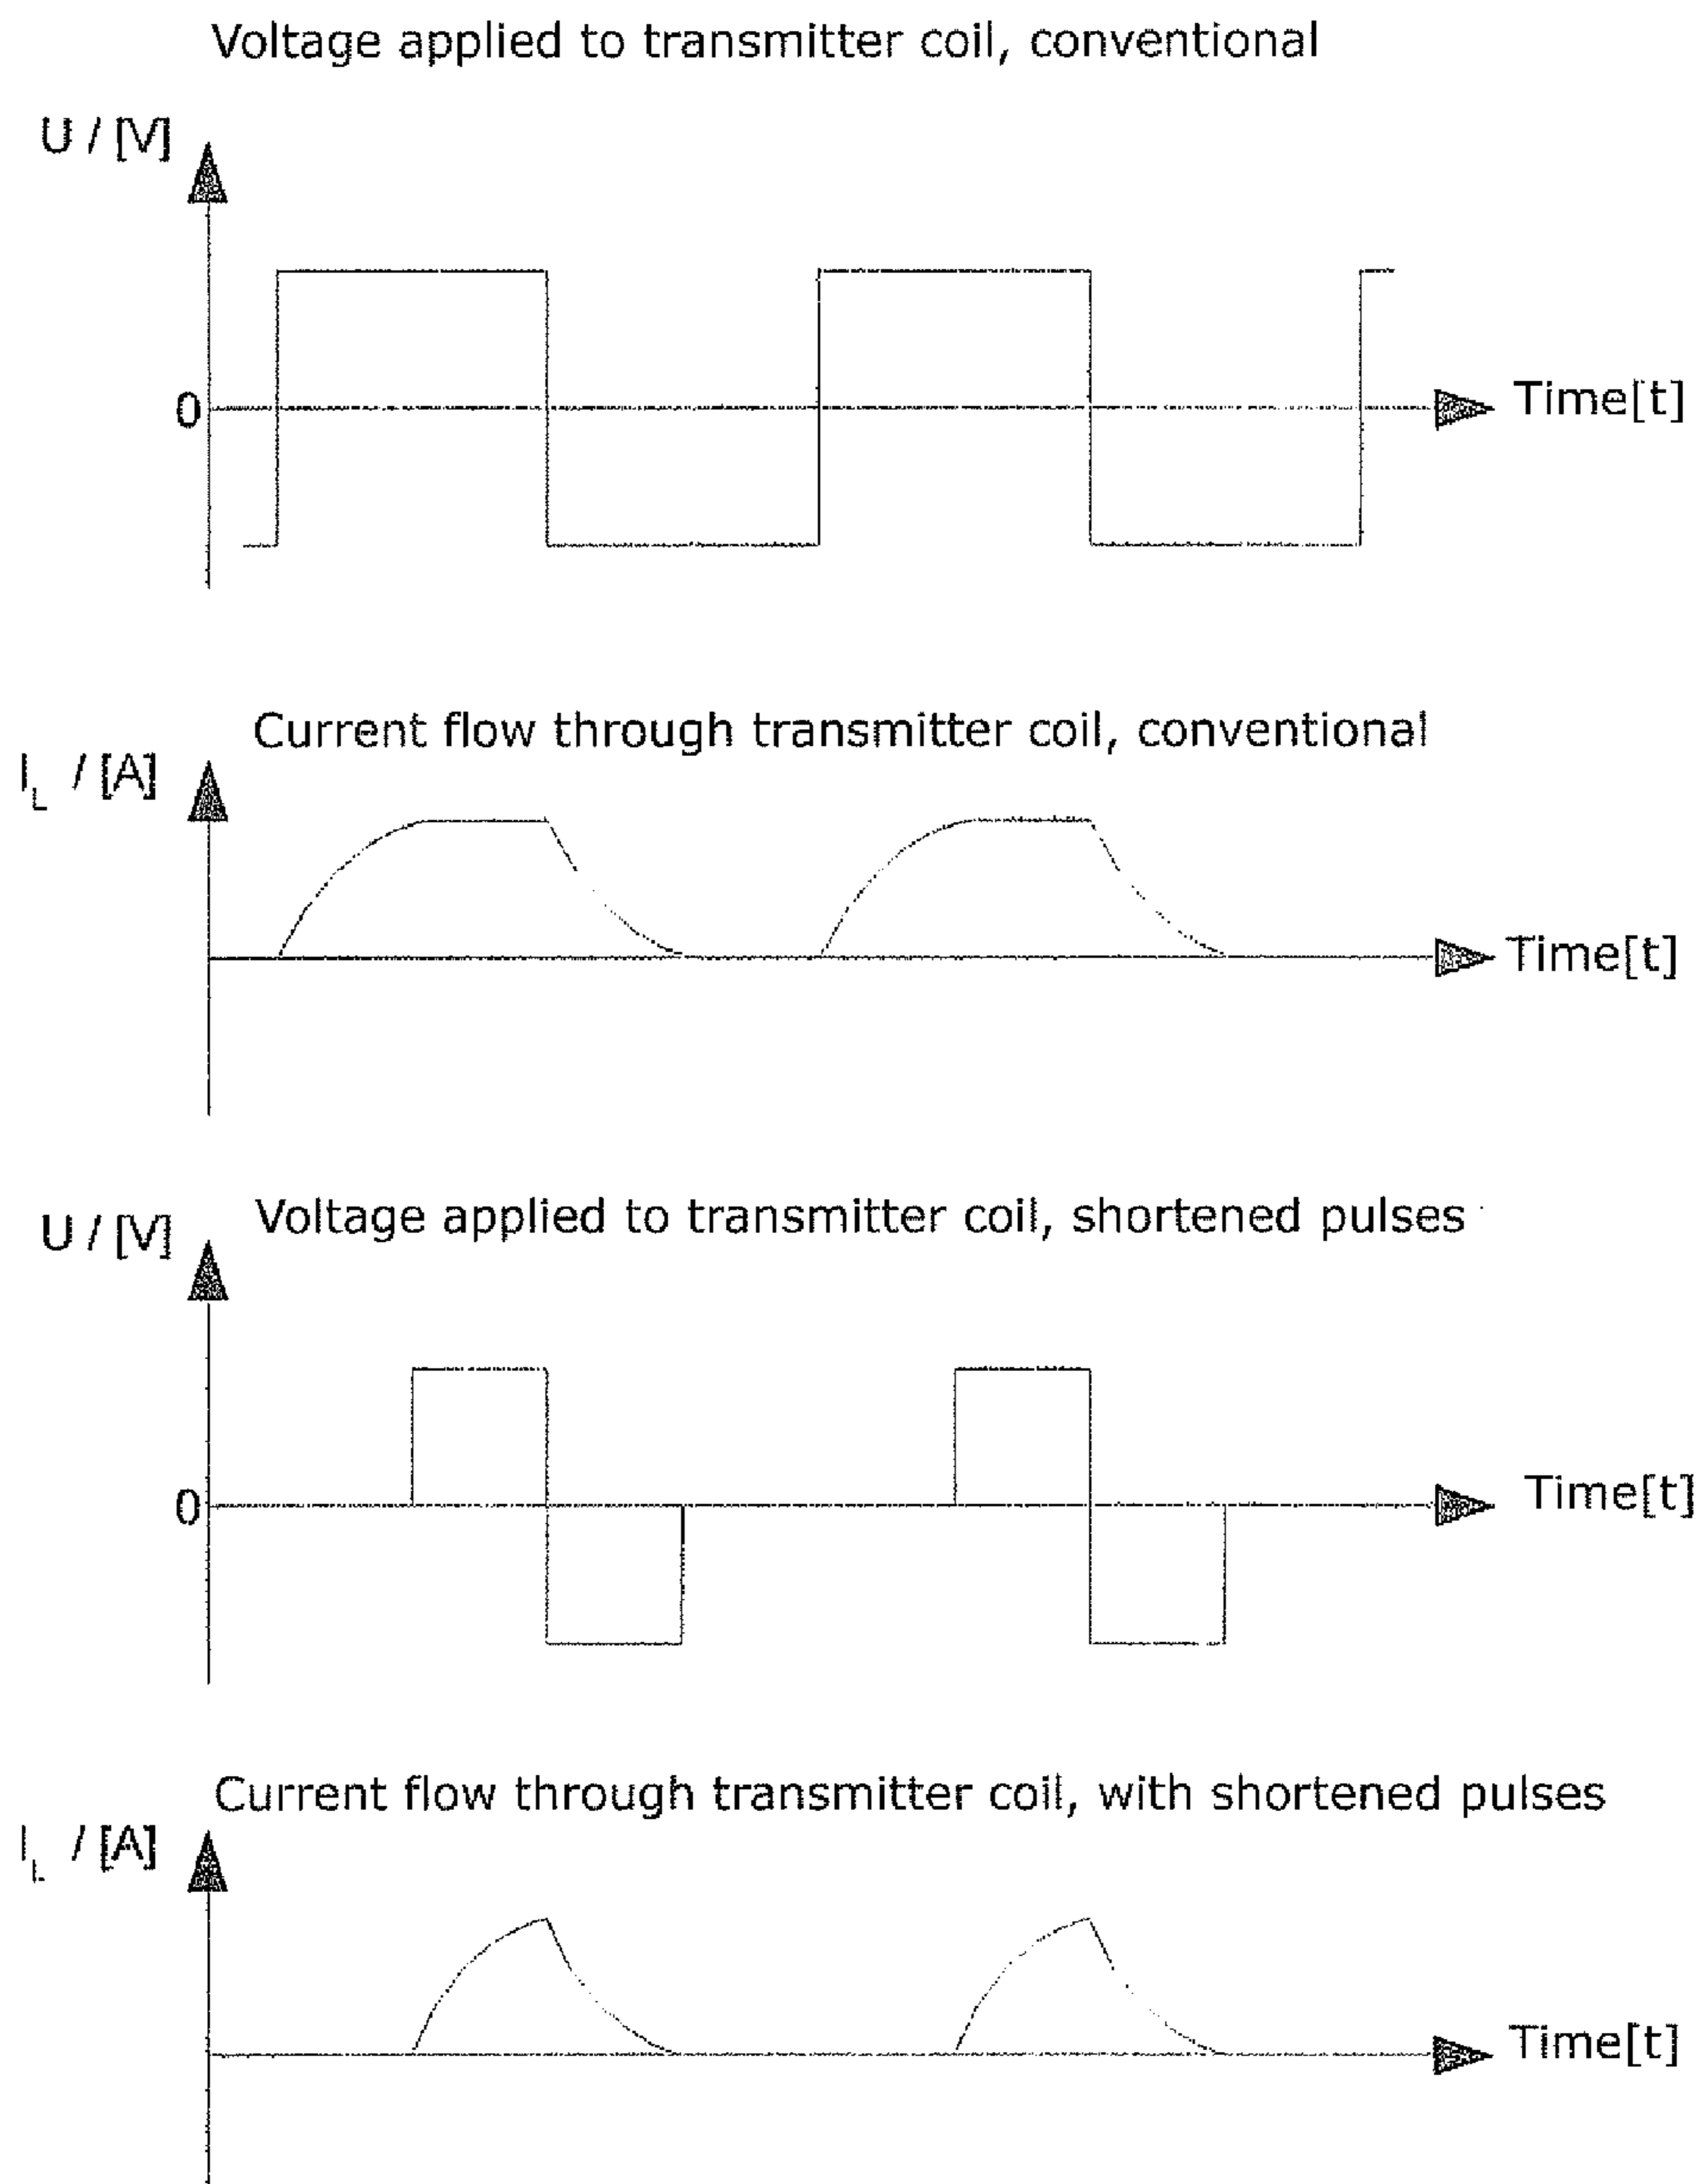 Voltage applied to transmitter coil, conventional
U / [V]
0
Time[t]
Current flow through transmitter coil, conventional
I_L / [A]
Time[t]
Voltage applied to transmitter coil, shortened pulses
U / [V]
0
Time[t]
Current flow through transmitter coil, with shortened pulses
I_L / [A]
Time[t]